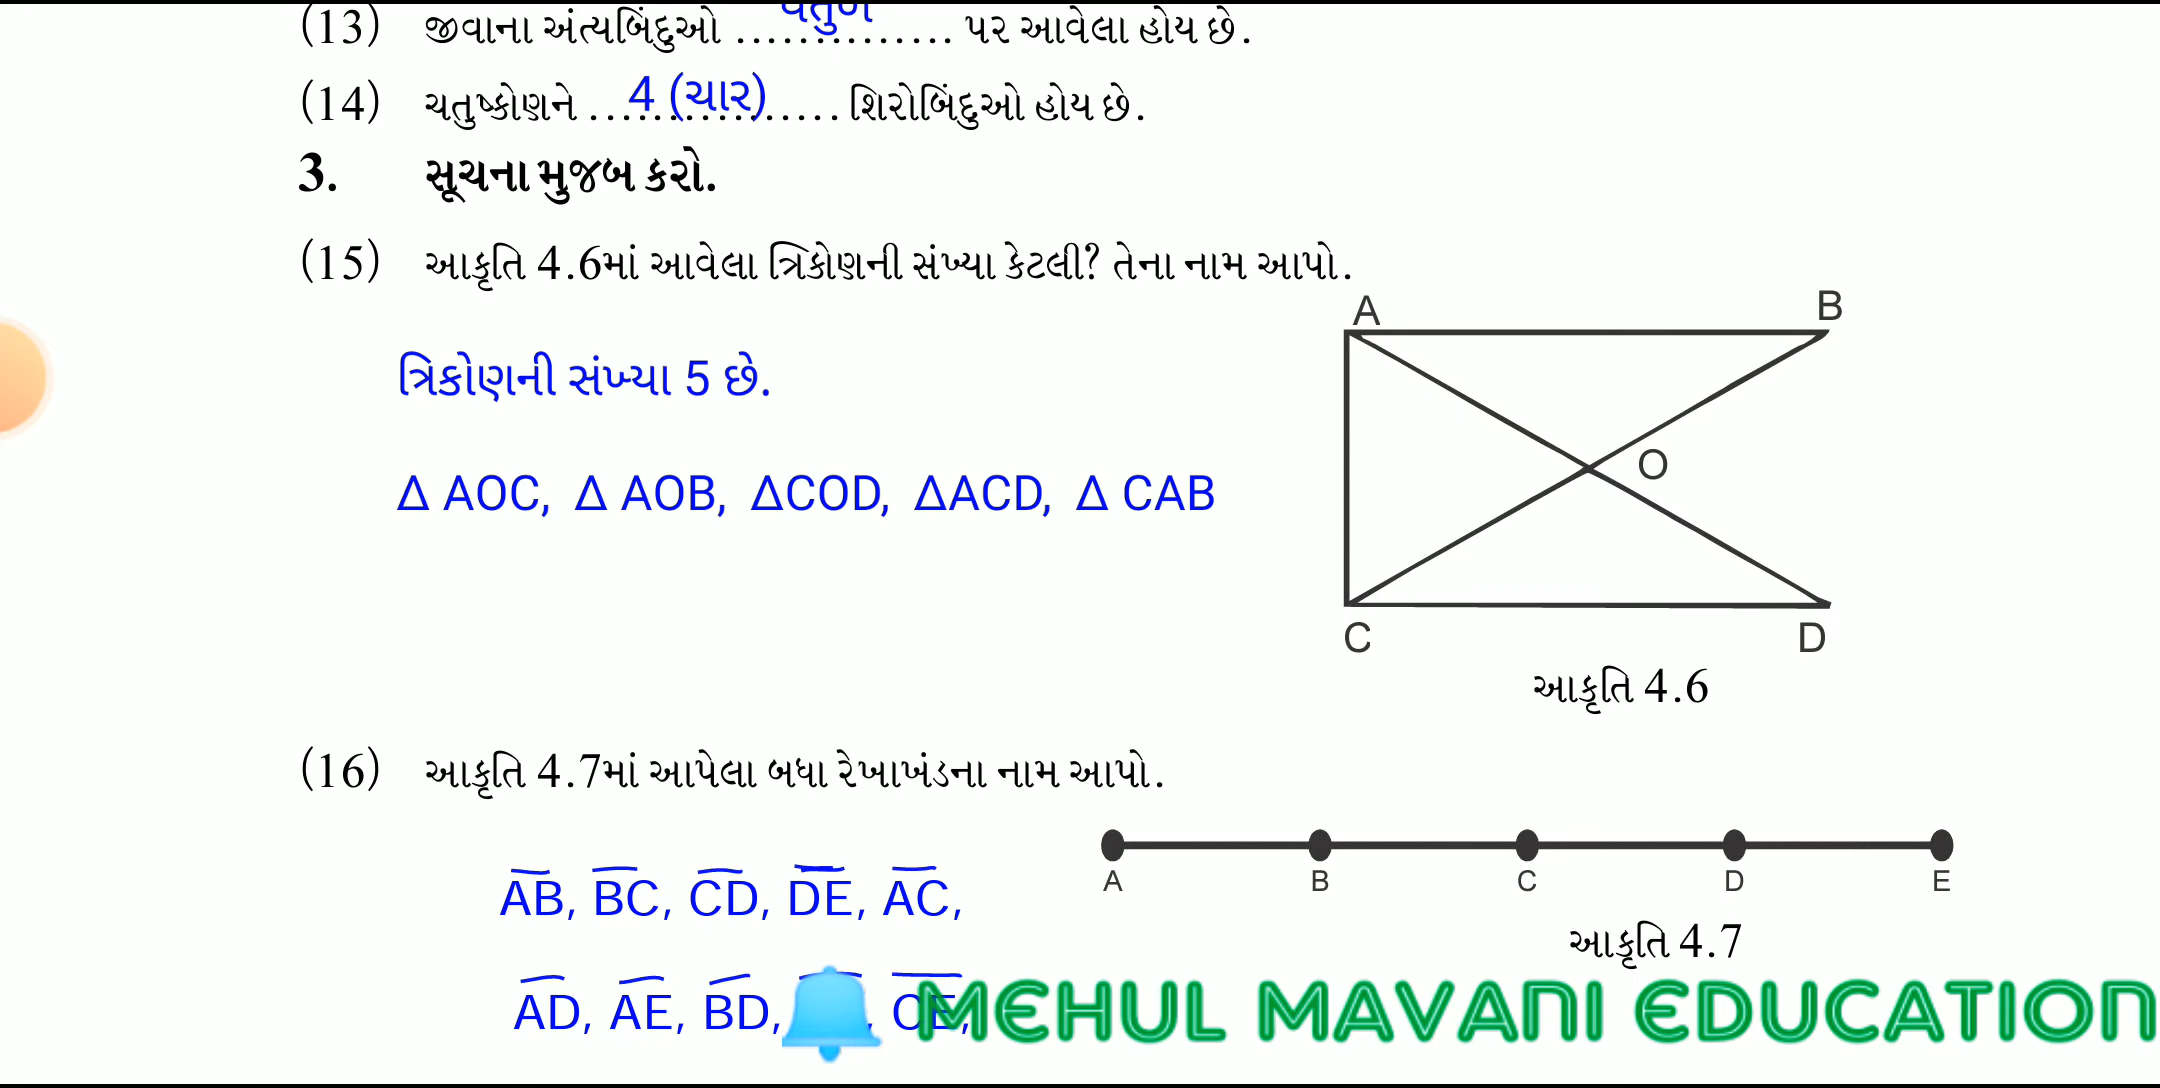 (13) જીવાના અંત્યબિંદુઓ .............. પર આવેલા હોય છે.
(14) ચતુષ્કોણને ....4 (ચાર)........ શિરોબિંદુઓ હોય છે.
3. સૂચના મુજબ કરો.
(15) આકૃતિ 4.6માં આવેલા ત્રિકોણની સંખ્યા કેટલી? તેના નામ આપો.
A B
ત્રિકોણની સંખ્યા 5 છે.
O
Δ AOC, Δ AOB, ΔCOD, ΔACD, Δ CAB
C D
આકૃતિ 4.6
(16) આકૃતિ 4.7માં આપેલા બધા રેખાખંડના નામ આપો.
A B C D E
AB, BC, CD, DE, AC,
આકૃતિ 4.7
AD, AE, BD, CE,
MEHUL MAVANI EDUCATION